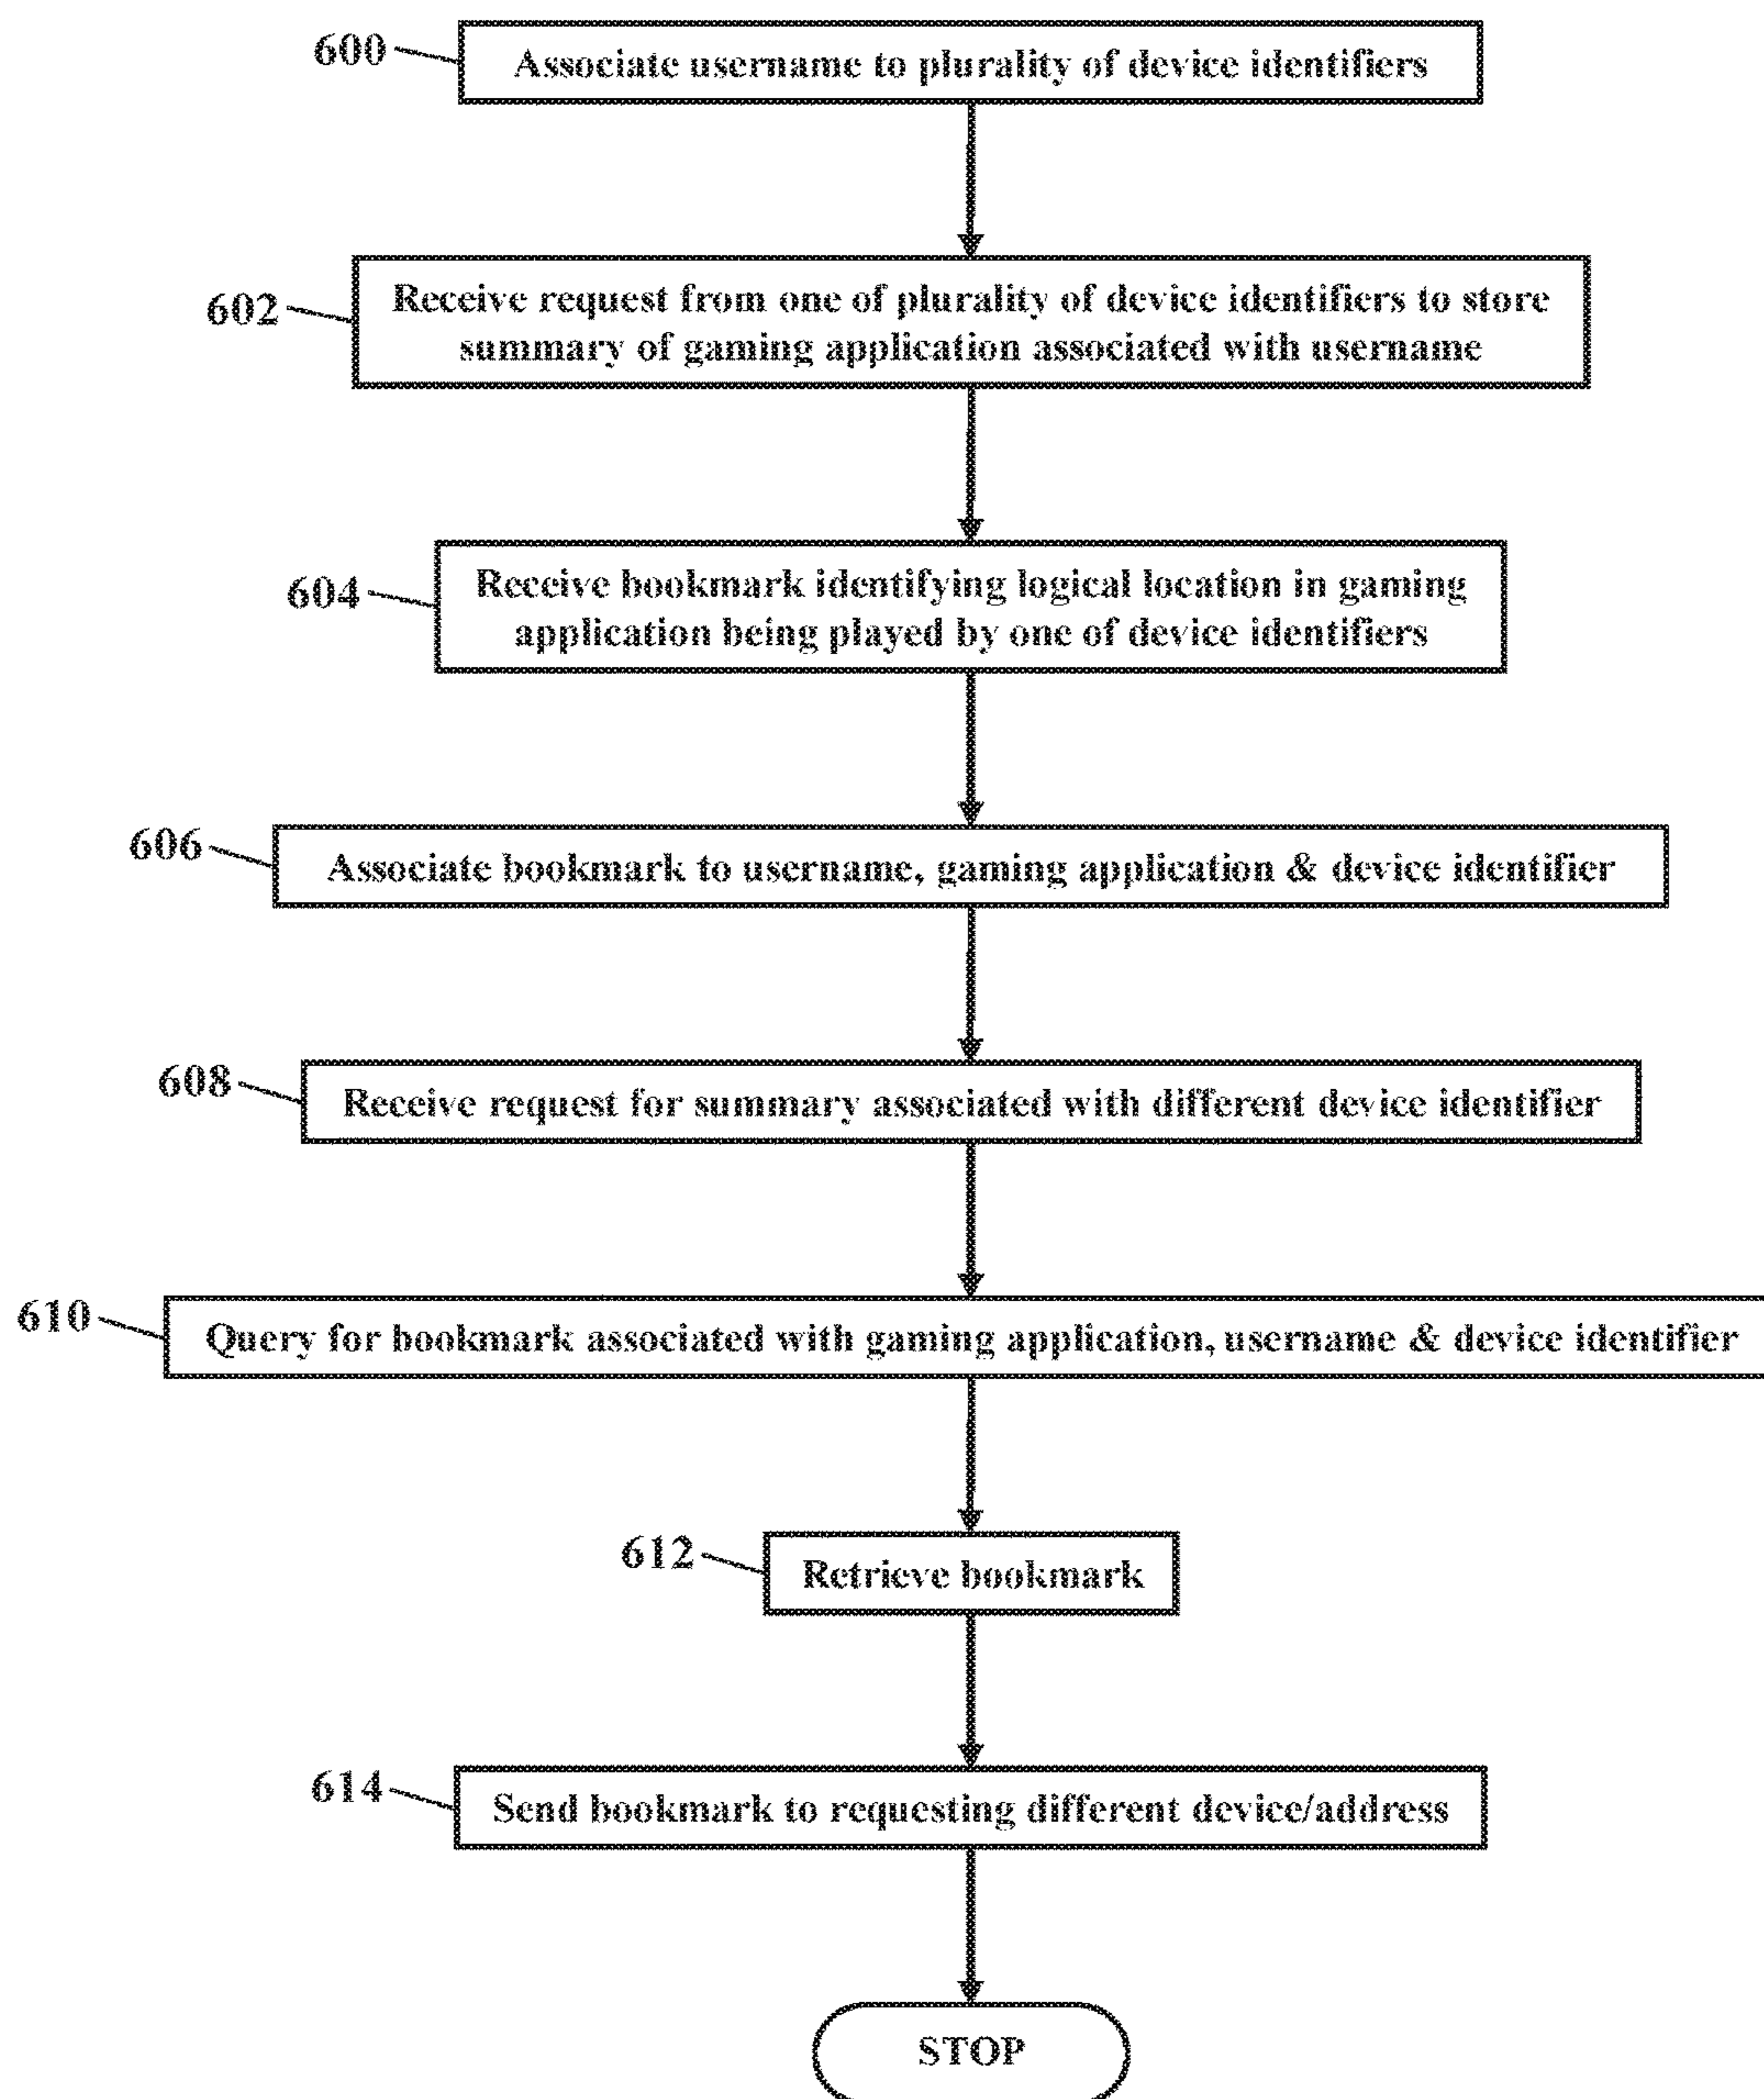 600
Associate username to plurality of device identifiers
602
Receive request from one of plurality of device identifiers to store
summary of gaming application associated with username
604
Receive bookmark identifying logical location in gaming
application being played by one of device identifiers
606
Associate bookmark to username, gaming application & device identifier
608
Receive request for summary associated with different device identifier
610
Query for bookmark associated with gaming application, username & device identifier
612
Retrieve bookmark
614
Send bookmark to requesting different device/address
STOP